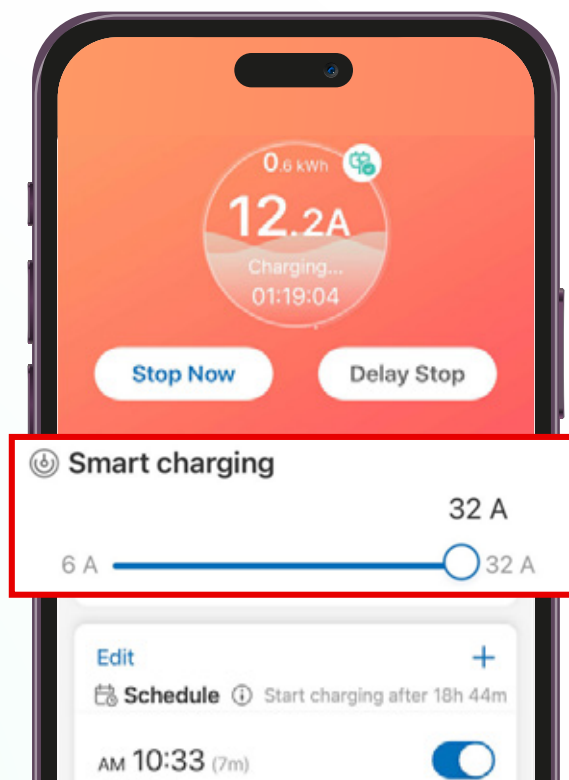 0.6 kWh
12.2A
Charging...
01:19:04
Stop Now
Delay Stop
Smart charging
32 A
6 A
32 A
Edit
+
Schedule Start charging after 18h 44m
AM 10:33 (7m)